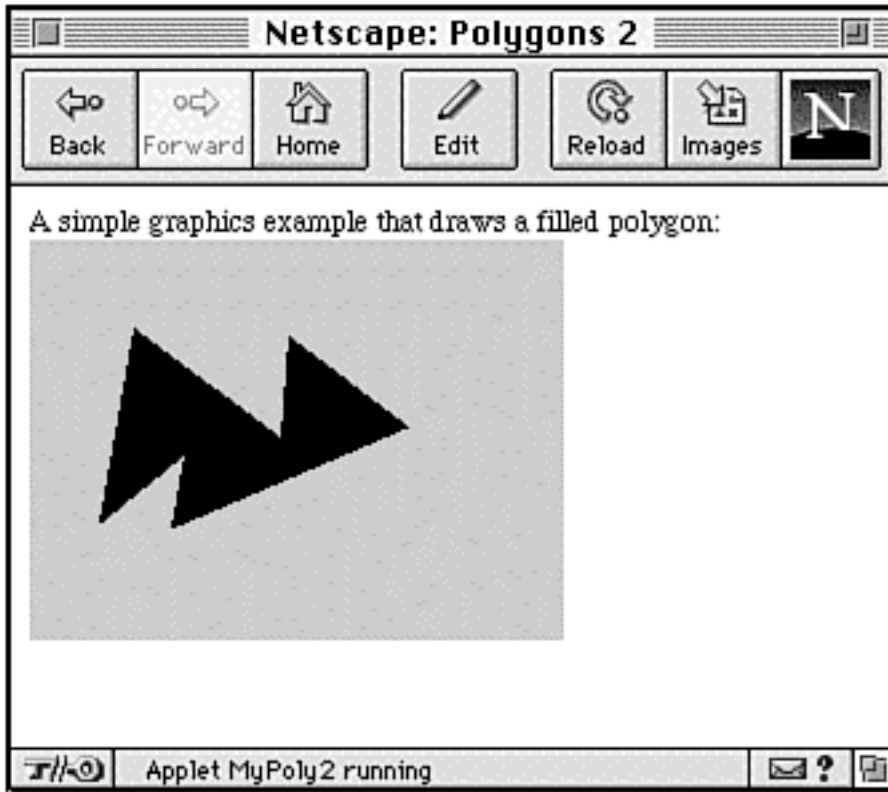 Netscape: Polygons 2
Back Forward Home Edit Reload Images N
A simple graphics example that draws a filled polygon:
Applet MyPoly2 running ?